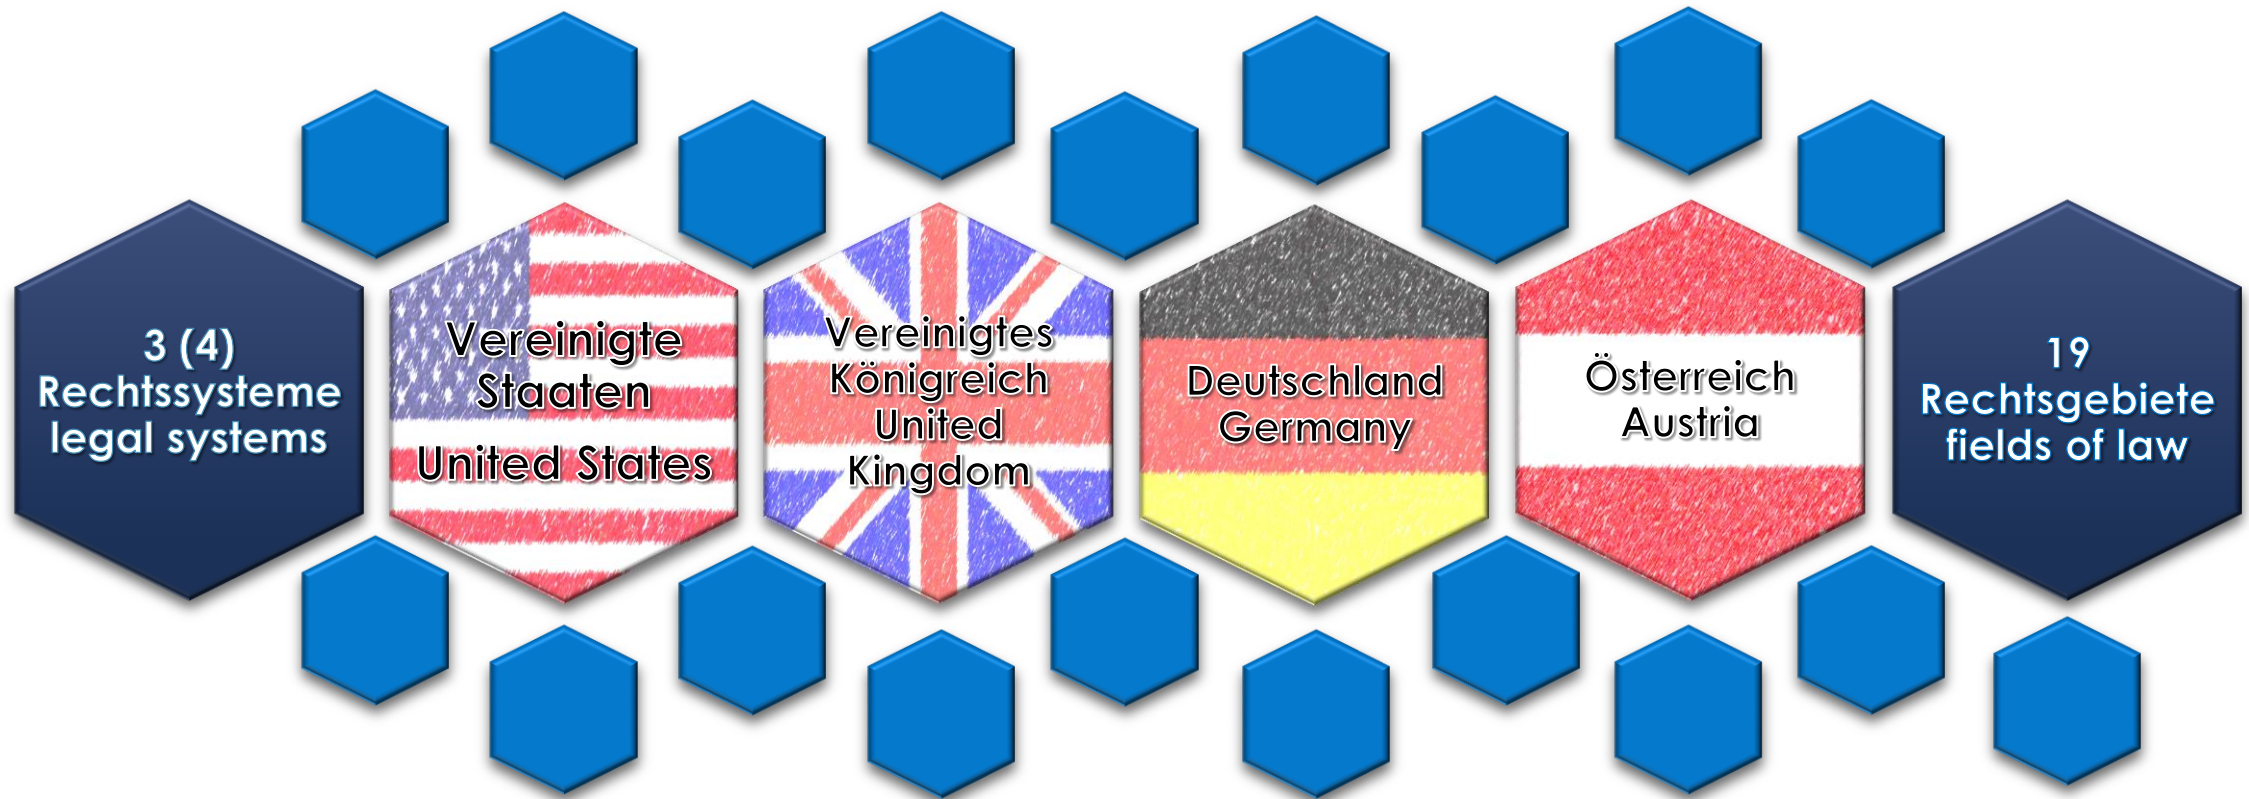 3 (4)
Rechtssysteme
legal systems
Vereinigte
Staaten
United States
Vereinigtes
Königreich
United
Kingdom
Deutschland
Germany
Österreich
Austria
19
Rechtsgebiete
fields of law